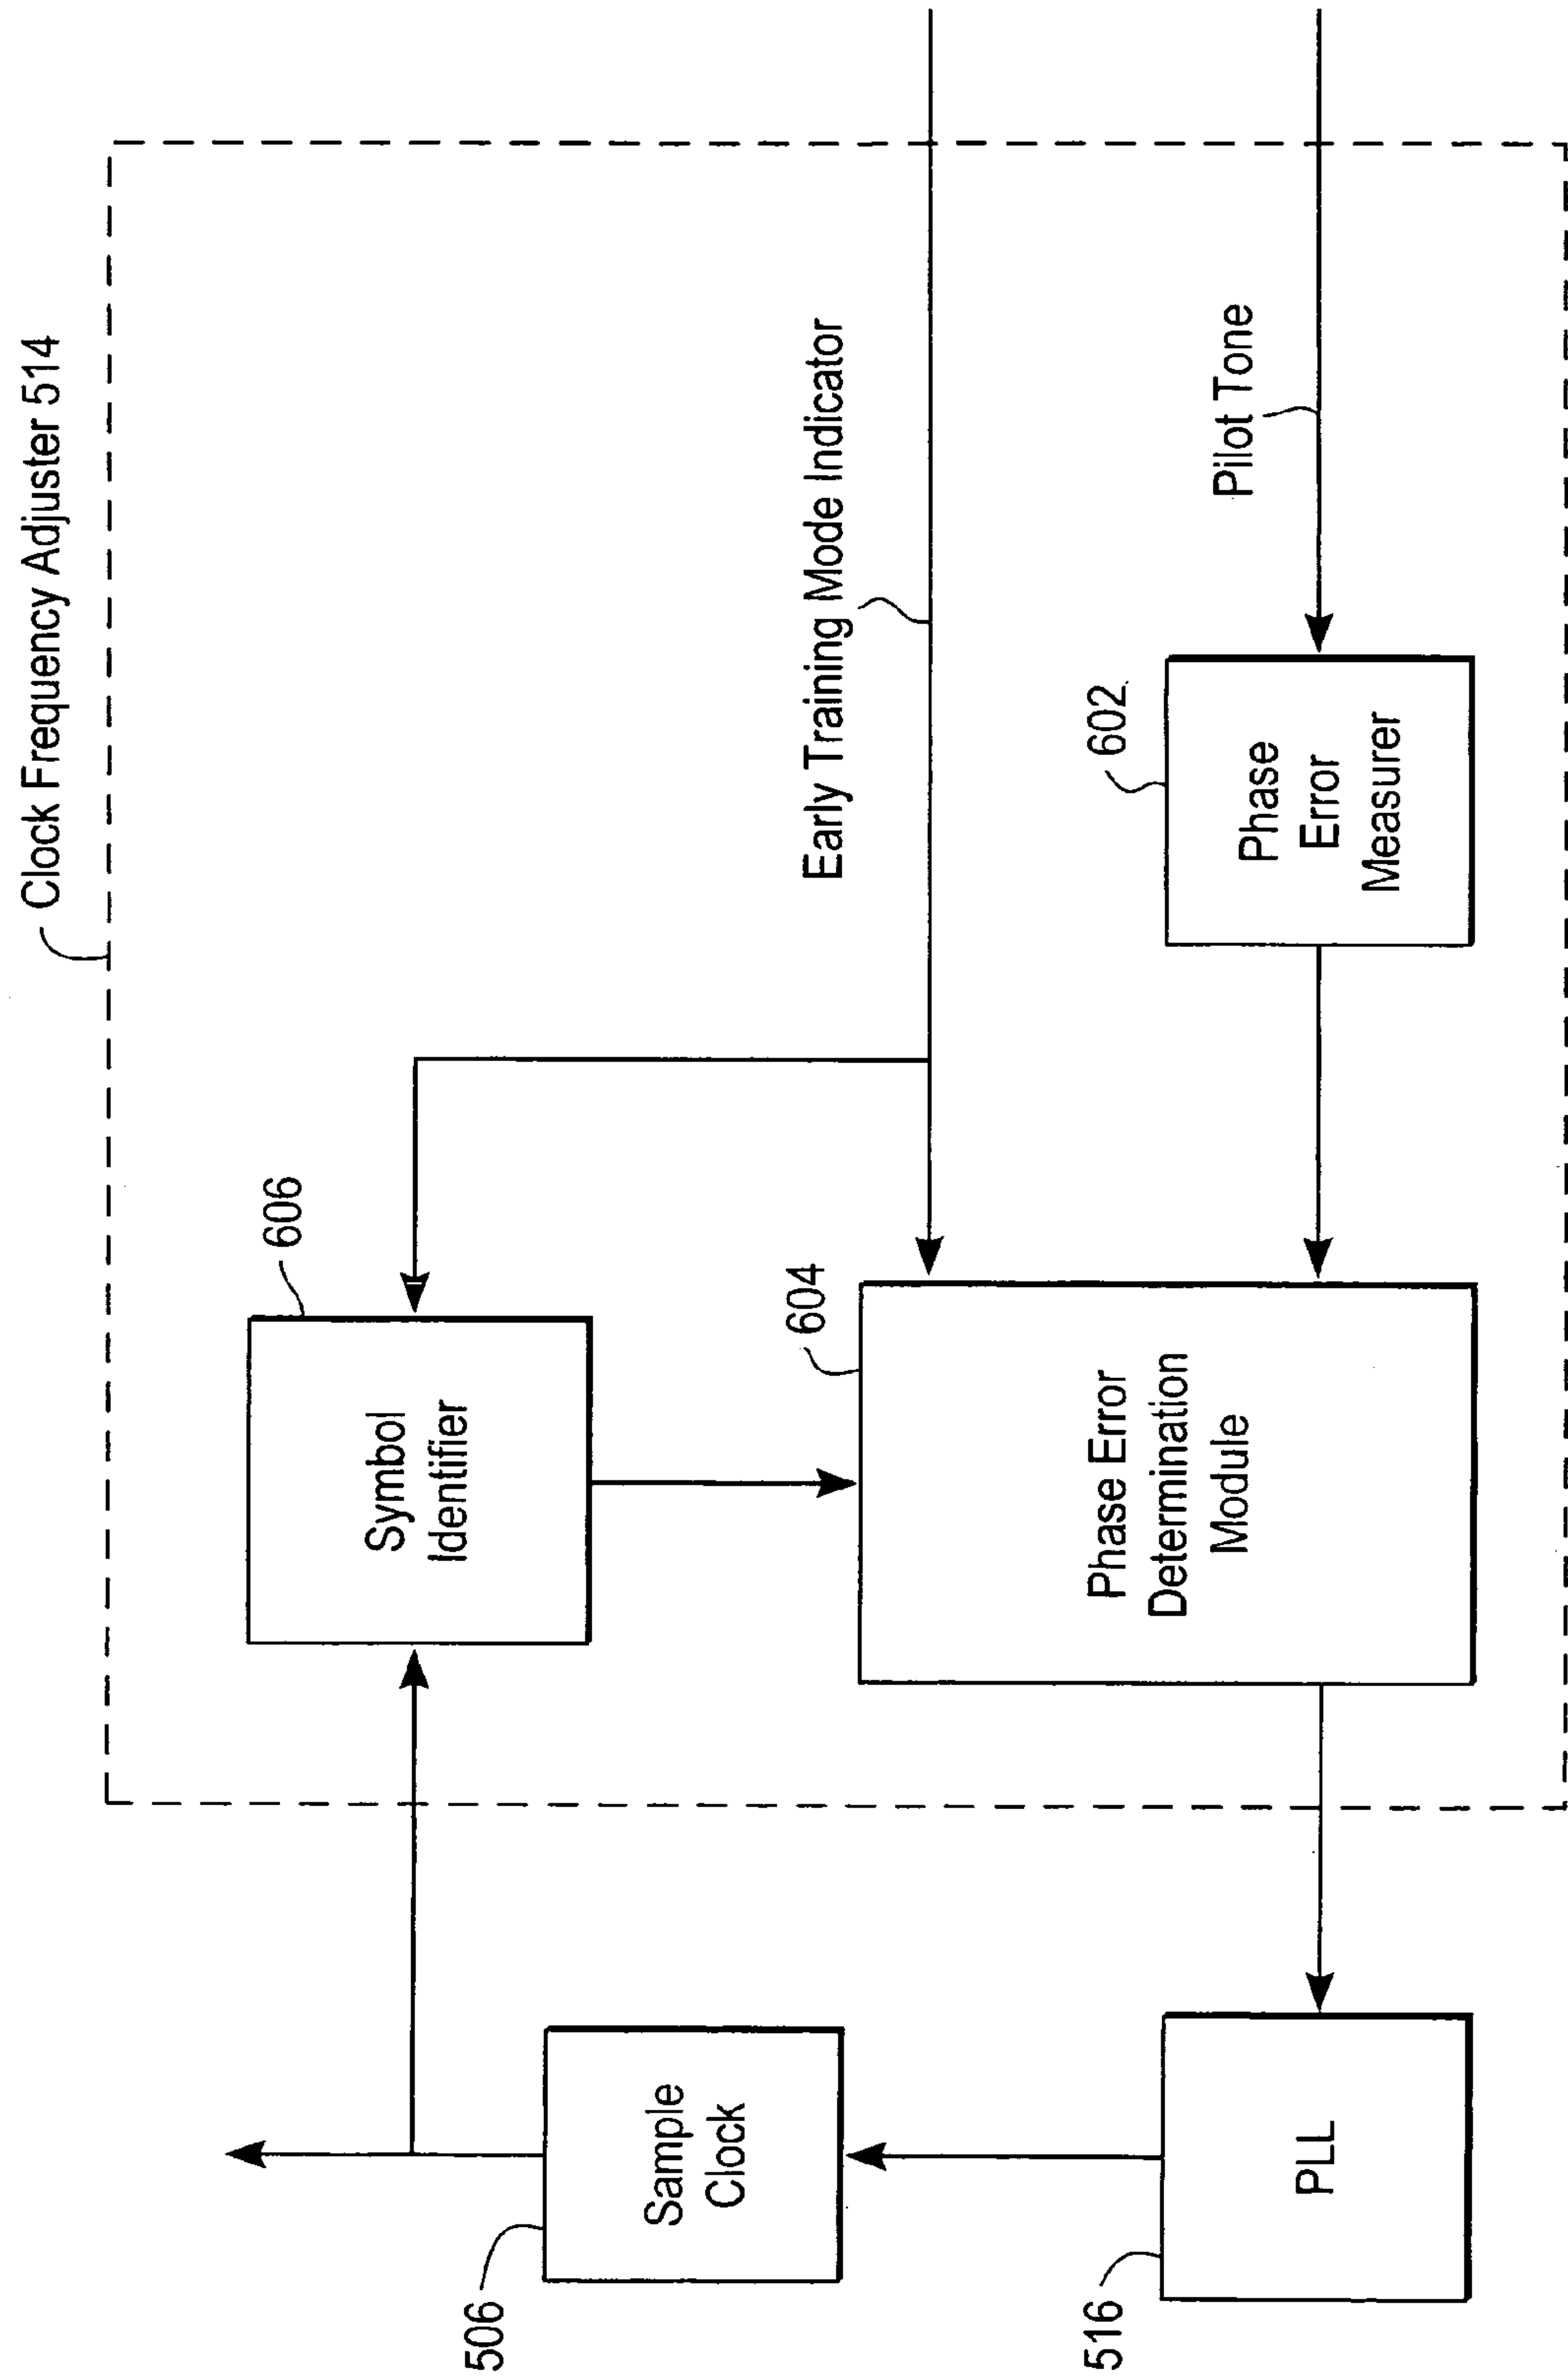 Clock Frequency Adjuster 514
606
Symbol
Identifier
Early Training Mode Indicator
506
Sample
Clock
604
Phase Error
Determination
Module
602
Phase
Error
Measurer
Pilot Tone
516
PLL